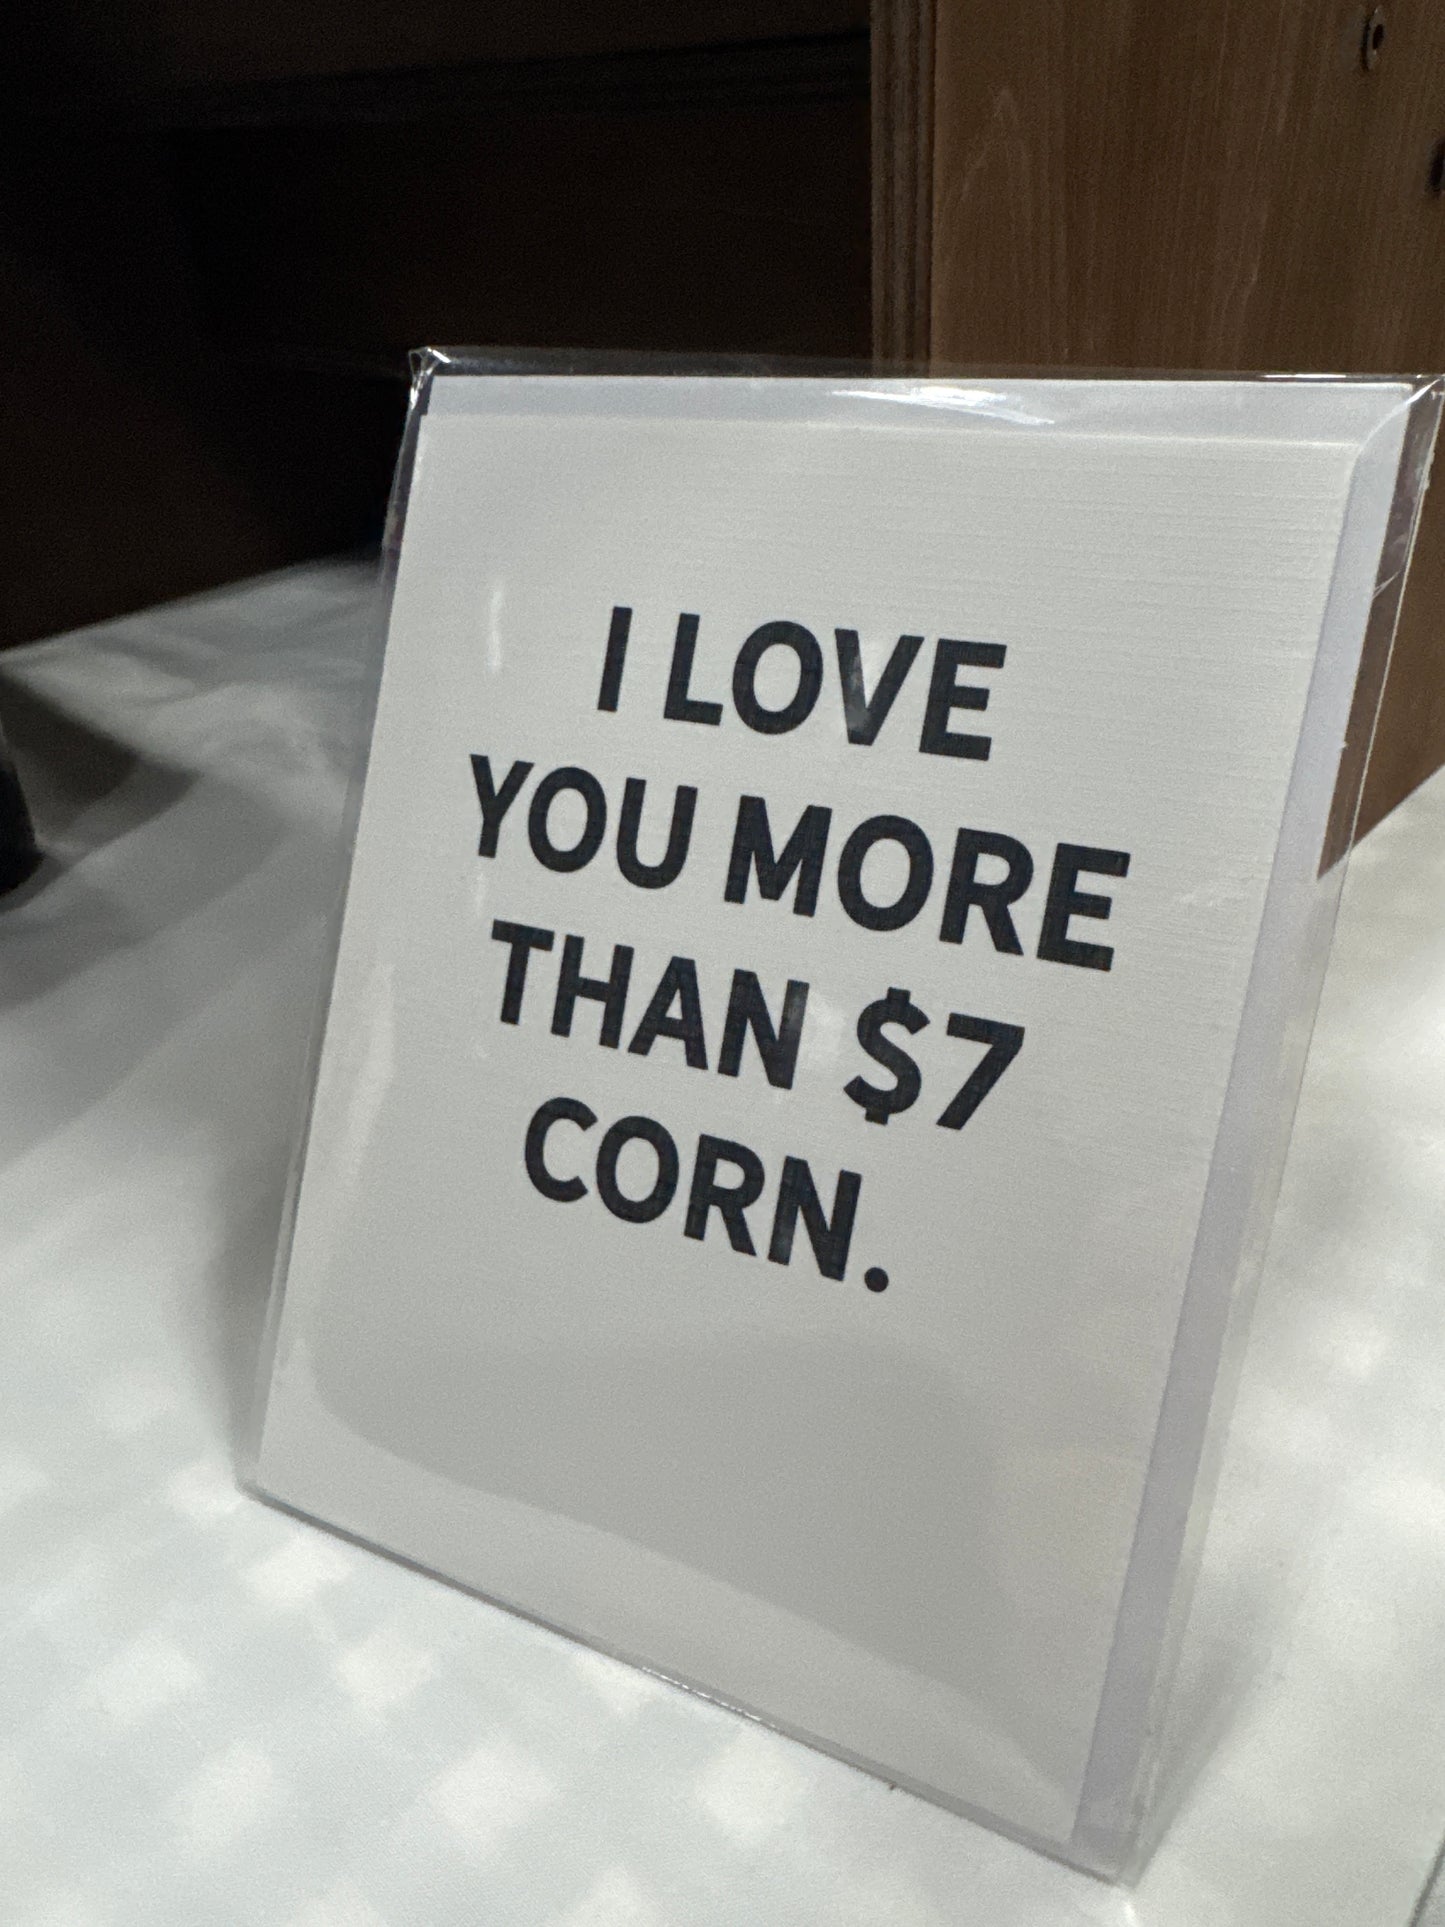 I LOVE
YOU MORE
THAN $7
CORN.